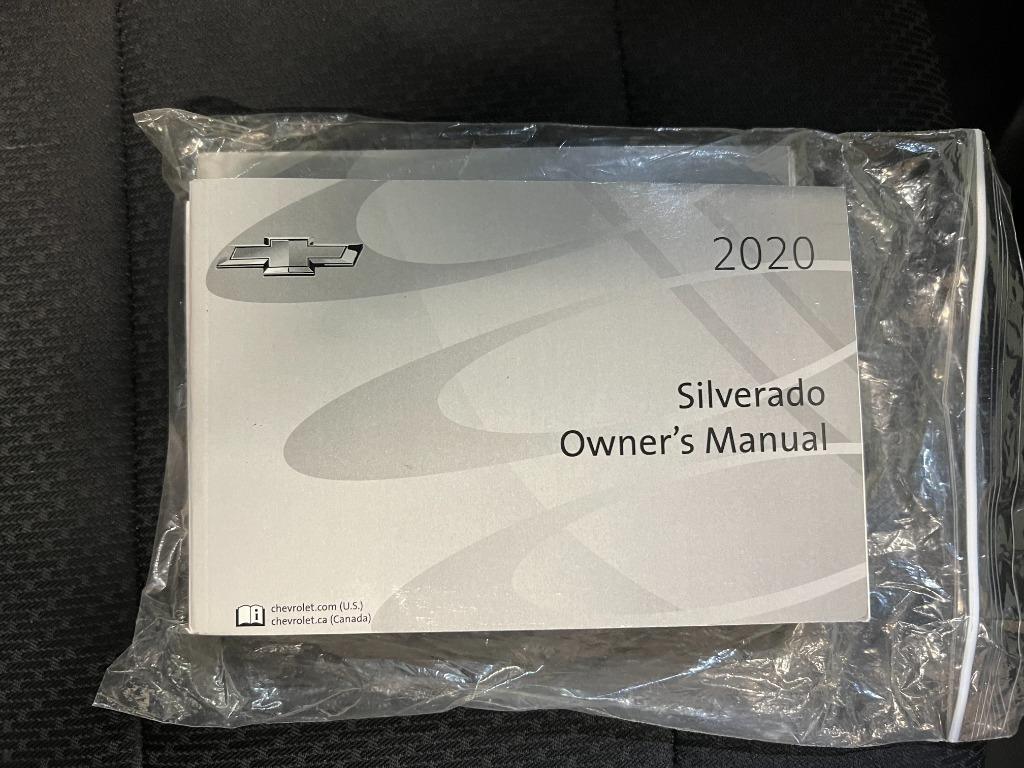 2020
Silverado
Owner's Manual
chevrolet.com (U.S.)
chevrolet.ca (Canada)